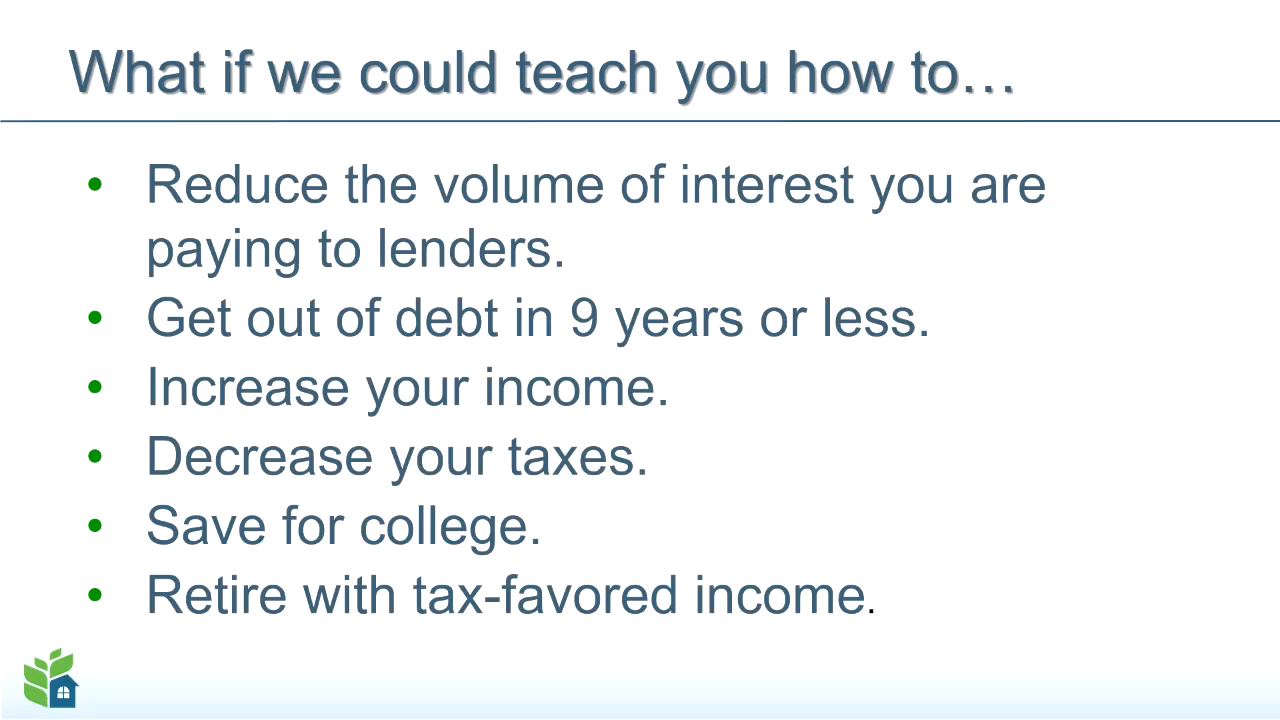 What if we could teach you how to…
• Reduce the volume of interest you are
paying to lenders.
• Get out of debt in 9 years or less.
• Increase your income.
• Decrease your taxes.
• Save for college.
• Retire with tax-favored income.